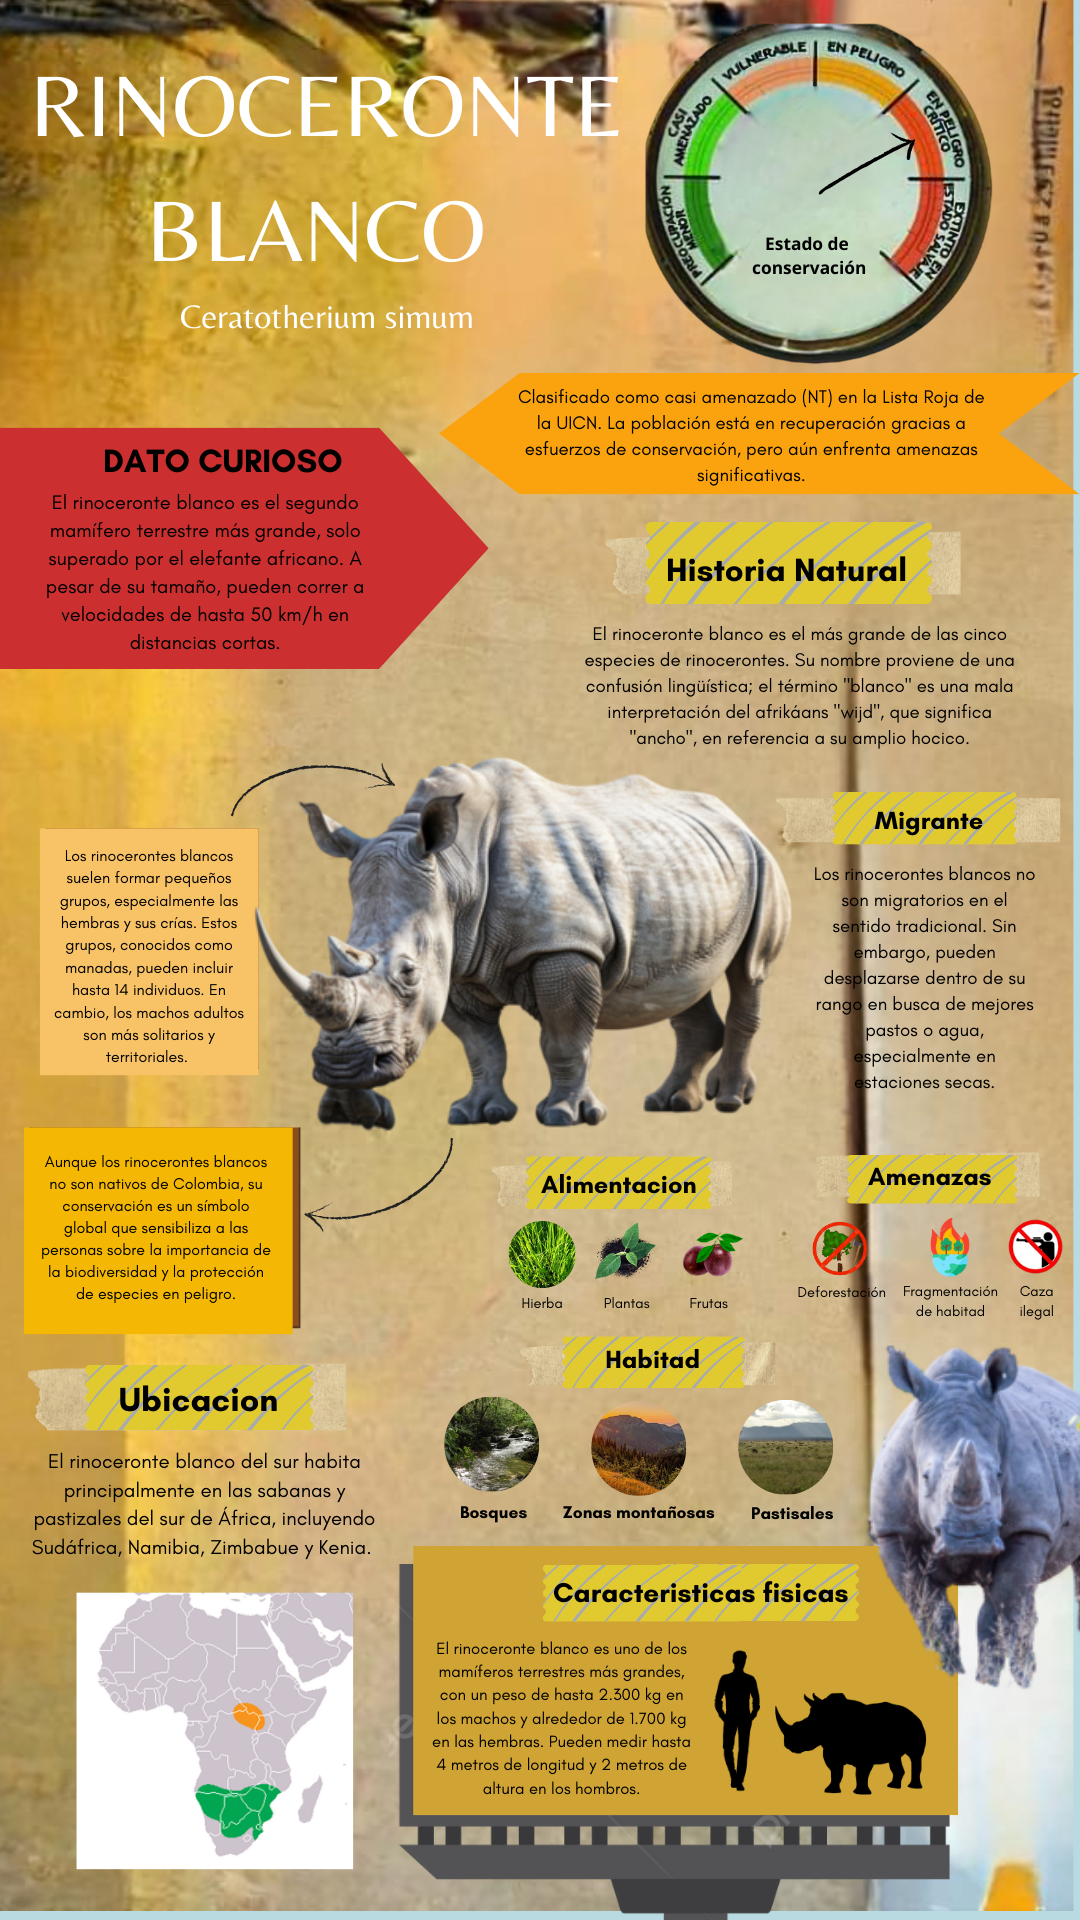 RINOCERONTE
BLANCO
Ceratotherium simum
PREOCUPACIÓN
MENOR
CASI
AMENAZADO
VULNERABLE
EN PELIGRO
EN PELIGRO
CRÍTICO
EXTINTO EN
ESTADO SALVAJE
Estado de
conservación
Clasificado como casi amenazado (NT) en la Lista Roja de
la UICN. La población está en recuperación gracias a
esfuerzos de conservación, pero aún enfrenta amenazas
significativas.
DATO CURIOSO
El rinoceronte blanco es el segundo
mamífero terrestre más grande, solo
superado por el elefante africano. A
pesar de su tamaño, pueden correr a
velocidades de hasta 50 km/h en
distancias cortas.
Historia Natural
El rinoceronte blanco es el más grande de las cinco
especies de rinocerontes. Su nombre proviene de una
confusión lingüística; el término "blanco" es una mala
interpretación del afrikáans "wijd", que significa
"ancho", en referencia a su amplio hocico.
Los rinocerontes blancos
suelen formar pequeños
grupos, especialmente las
hembras y sus crías. Estos
grupos, conocidos como
manadas, pueden incluir
hasta 14 individuos. En
cambio, los machos adultos
son más solitarios y
territoriales.
Migrante
Los rinocerontes blancos no
son migratorios en el
sentido tradicional. Sin
embargo, pueden
desplazarse dentro de su
rango en busca de mejores
pastos o agua,
especialmente en
estaciones secas.
Aunque los rinocerontes blancos
no son nativos de Colombia, su
conservación es un símbolo
global que sensibiliza a las
personas sobre la importancia de
la biodiversidad y la protección
de especies en peligro.
Alimentacion
Hierba
Plantas
Frutas
Amenazas
Deforestación
Fragmentación
de habitad
Caza
ilegal
Habitad
Bosques
Zonas montañosas
Pastisales
Ubicacion
El rinoceronte blanco del sur habita
principalmente en las sabanas y
pastizales del sur de África, incluyendo
Sudáfrica, Namibia, Zimbabue y Kenia.
Caracteristicas fisicas
El rinoceronte blanco es uno de los
mamíferos terrestres más grandes,
con un peso de hasta 2.300 kg en
los machos y alrededor de 1.700 kg
en las hembras. Pueden medir hasta
4 metros de longitud y 2 metros de
altura en los hombros.